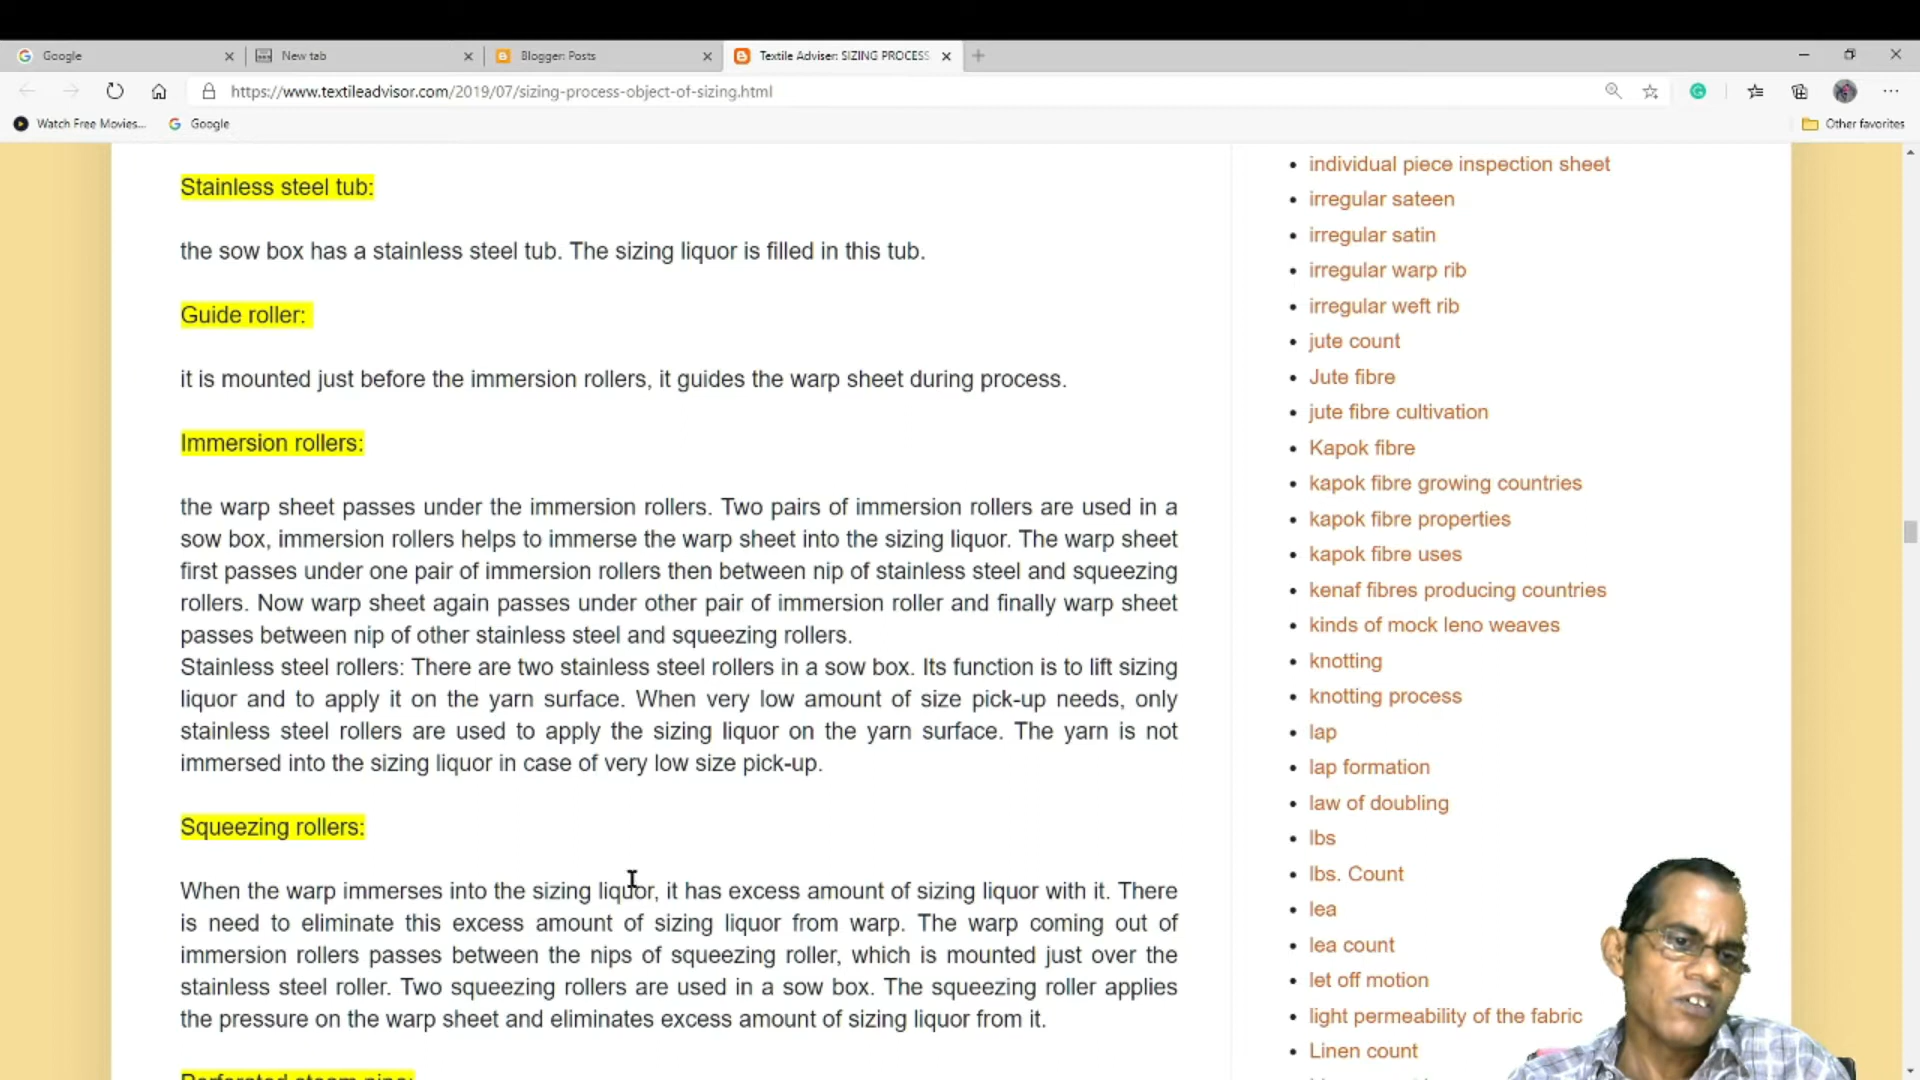 Google
New tab
Blogger: Posts
Textile Adviser: SIZING PROCESS
https://www.textileadvisor.com/2019/07/sizing-process-object-of-sizing.html
Watch Free Movies...
Google
Other favorites
Stainless steel tub:
the sow box has a stainless steel tub. The sizing liquor is filled in this tub.
Guide roller:
it is mounted just before the immersion rollers, it guides the warp sheet during process.
Immersion rollers:
the warp sheet passes under the immersion rollers. Two pairs of immersion rollers are used in a
sow box, immersion rollers helps to immerse the warp sheet into the sizing liquor. The warp sheet
first passes under one pair of immersion rollers then between nip of stainless steel and squeezing
rollers. Now warp sheet again passes under other pair of immersion roller and finally warp sheet
passes between nip of other stainless steel and squeezing rollers.
Stainless steel rollers: There are two stainless steel rollers in a sow box. Its function is to lift sizing
liquor and to apply it on the yarn surface. When very low amount of size pick-up needs, only
stainless steel rollers are used to apply the sizing liquor on the yarn surface. The yarn is not
immersed into the sizing liquor in case of very low size pick-up.
Squeezing rollers:
When the warp immerses into the sizing liquor, it has excess amount of sizing liquor with it. There
is need to eliminate this excess amount of sizing liquor from warp. The warp coming out of
immersion rollers passes between the nips of squeezing roller, which is mounted just over the
stainless steel roller. Two squeezing rollers are used in a sow box. The squeezing roller applies
the pressure on the warp sheet and eliminates excess amount of sizing liquor from it.
Perforated steam pipe:
individual piece inspection sheet
irregular sateen
irregular satin
irregular warp rib
irregular weft rib
jute count
Jute fibre
jute fibre cultivation
Kapok fibre
kapok fibre growing countries
kapok fibre properties
kapok fibre uses
kenaf fibres producing countries
kinds of mock leno weaves
knotting
knotting process
lap
lap formation
law of doubling
lbs
lbs. Count
lea
lea count
let off motion
light permeability of the fabric
Linen count